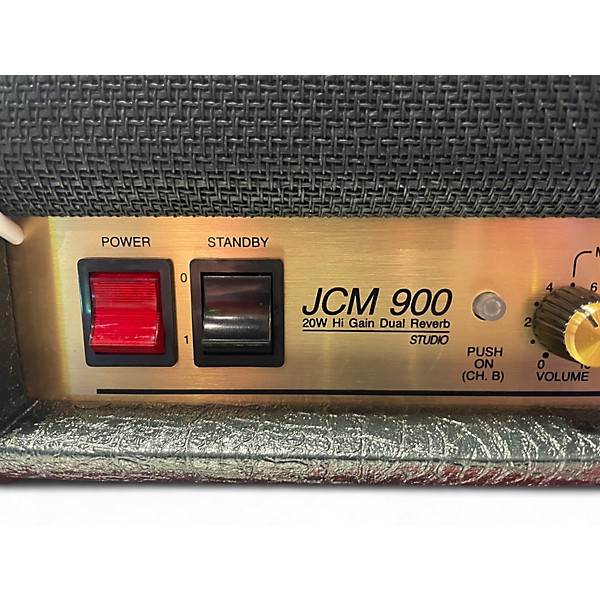 POWER
STANDBY
0
1
JCM 900
20W Hi Gain Dual Reverb
STUDIO
PUSH
ON
(CH. B)
M
6
4
2
0
10
VOLUME